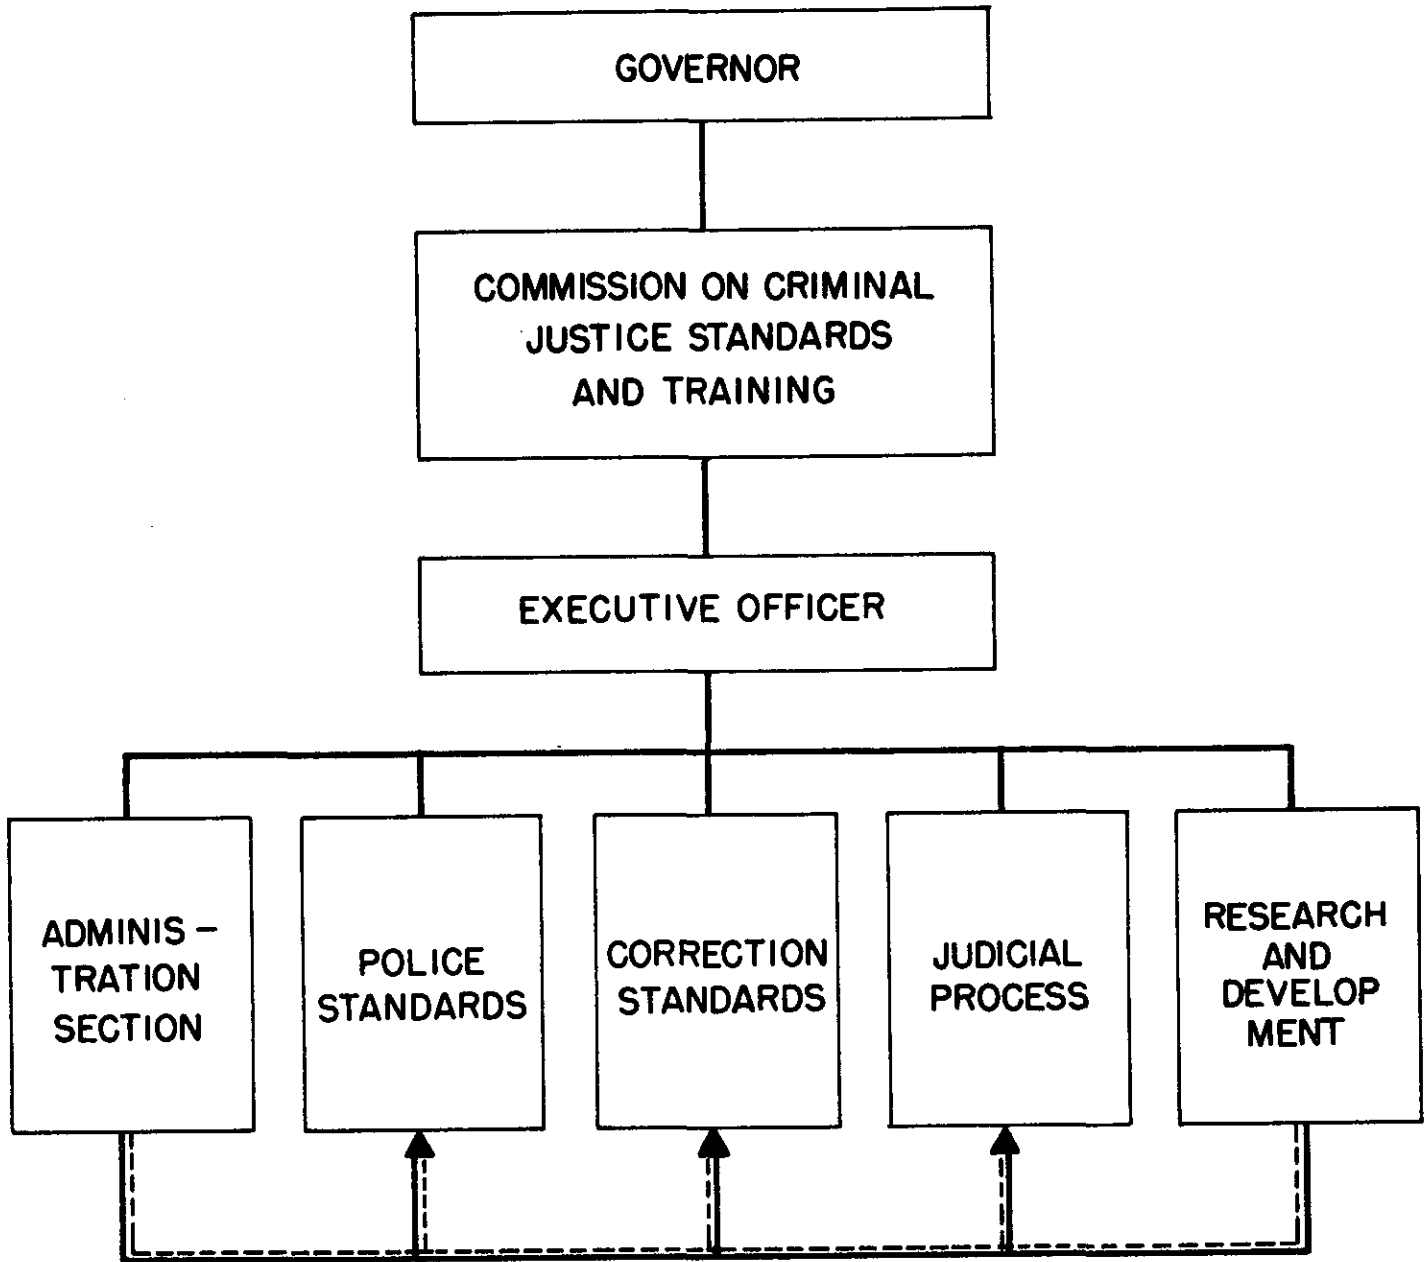 GOVERNOR
COMMISSION ON CRIMINAL
JUSTICE STANDARDS
AND TRAINING
EXECUTIVE OFFICER
ADMINIS-
TRATION
SECTION
POLICE
STANDARDS
CORRECTION
STANDARDS
JUDICIAL
PROCESS
RESEARCH
AND
DEVELOP
MENT